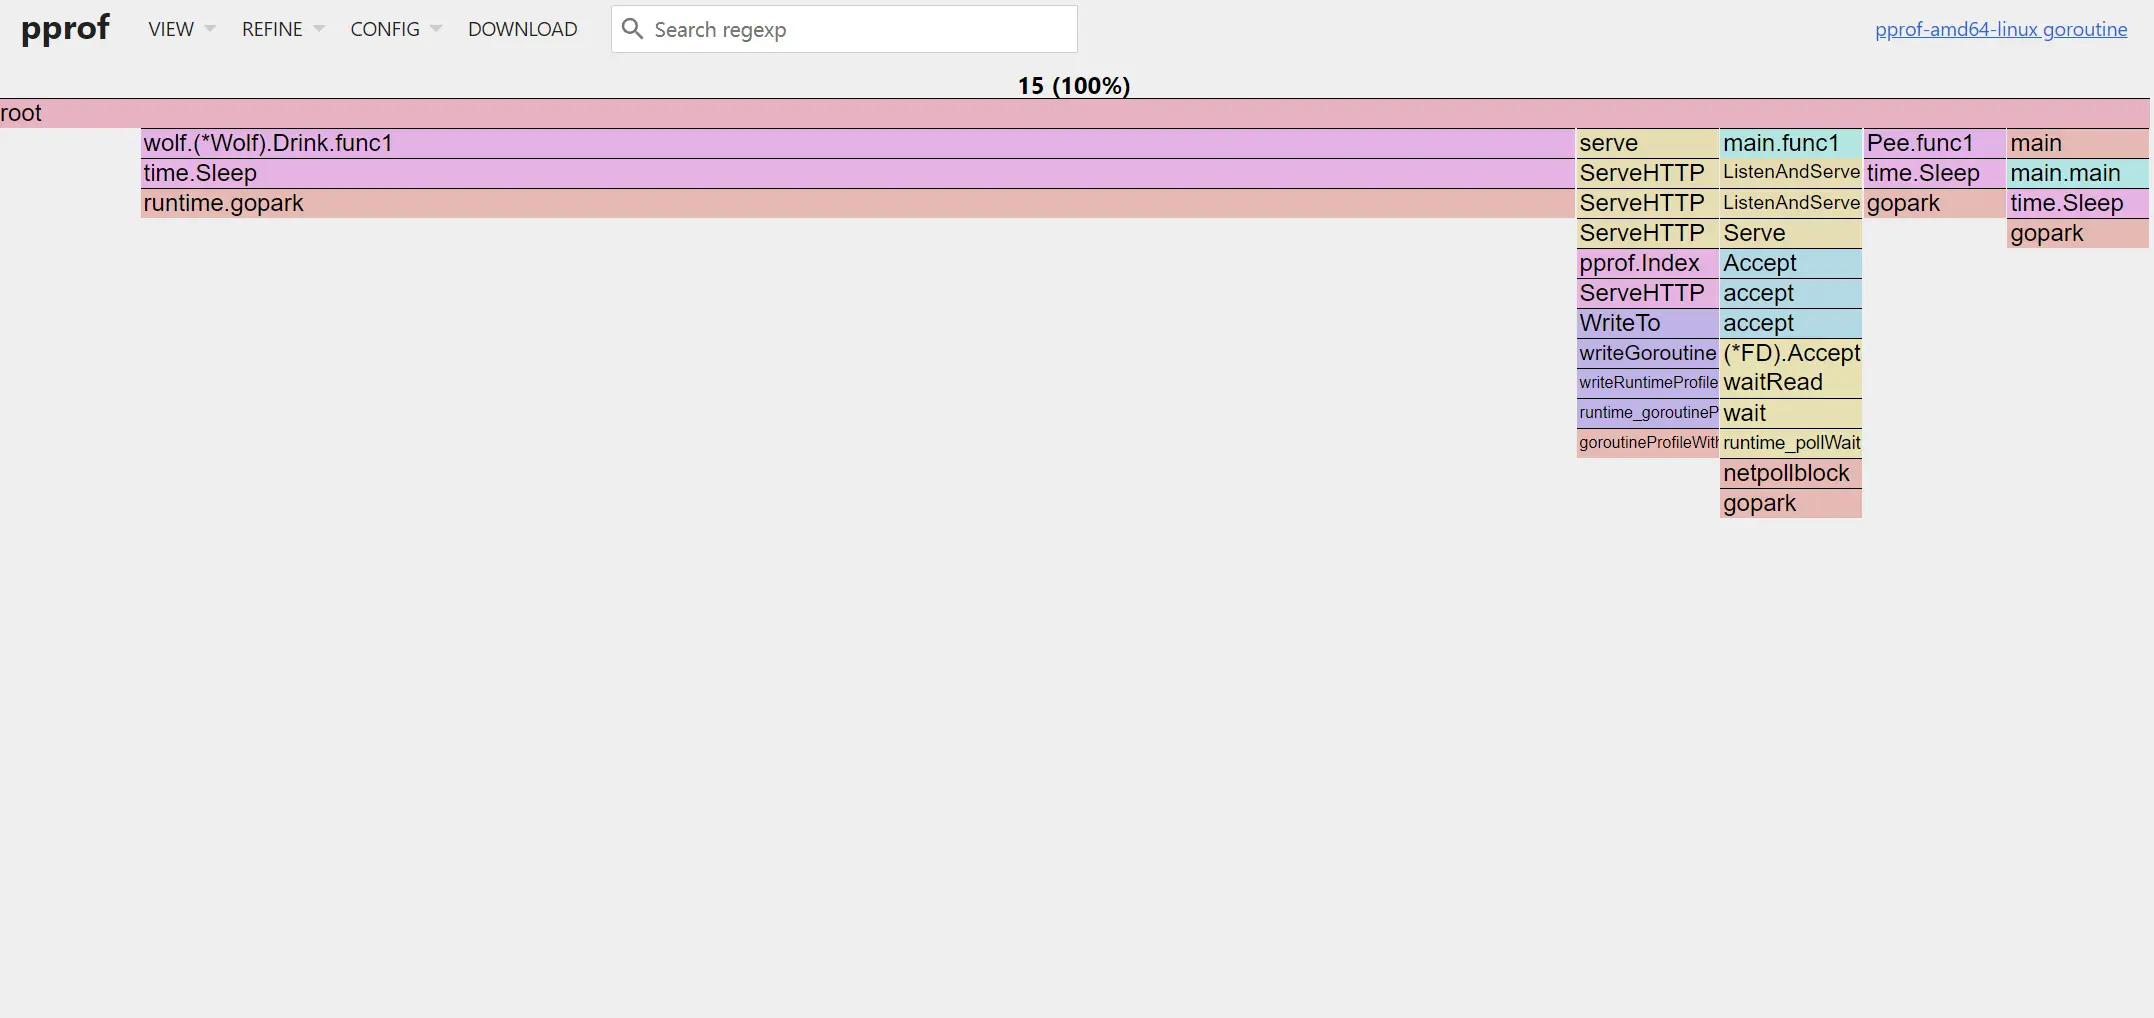 pprof VIEW REFINE CONFIG DOWNLOAD Search regexp pprof-amd64-linux goroutine
15 (100%)
root
wolf.(*Wolf).Drink.func1 serve main.func1 Pee.func1 main
time.Sleep ServeHTTP ListenAndServe time.Sleep main.main
runtime.gopark ServeHTTP ListenAndServe gopark time.Sleep
ServeHTTP Serve gopark
pprof.Index Accept
ServeHTTP accept
WriteTo accept
writeGoroutine (*FD).Accept
writeRuntimeProfile waitRead
runtime_goroutineP wait
goroutineProfileWith runtime_pollWait
netpollblock
gopark